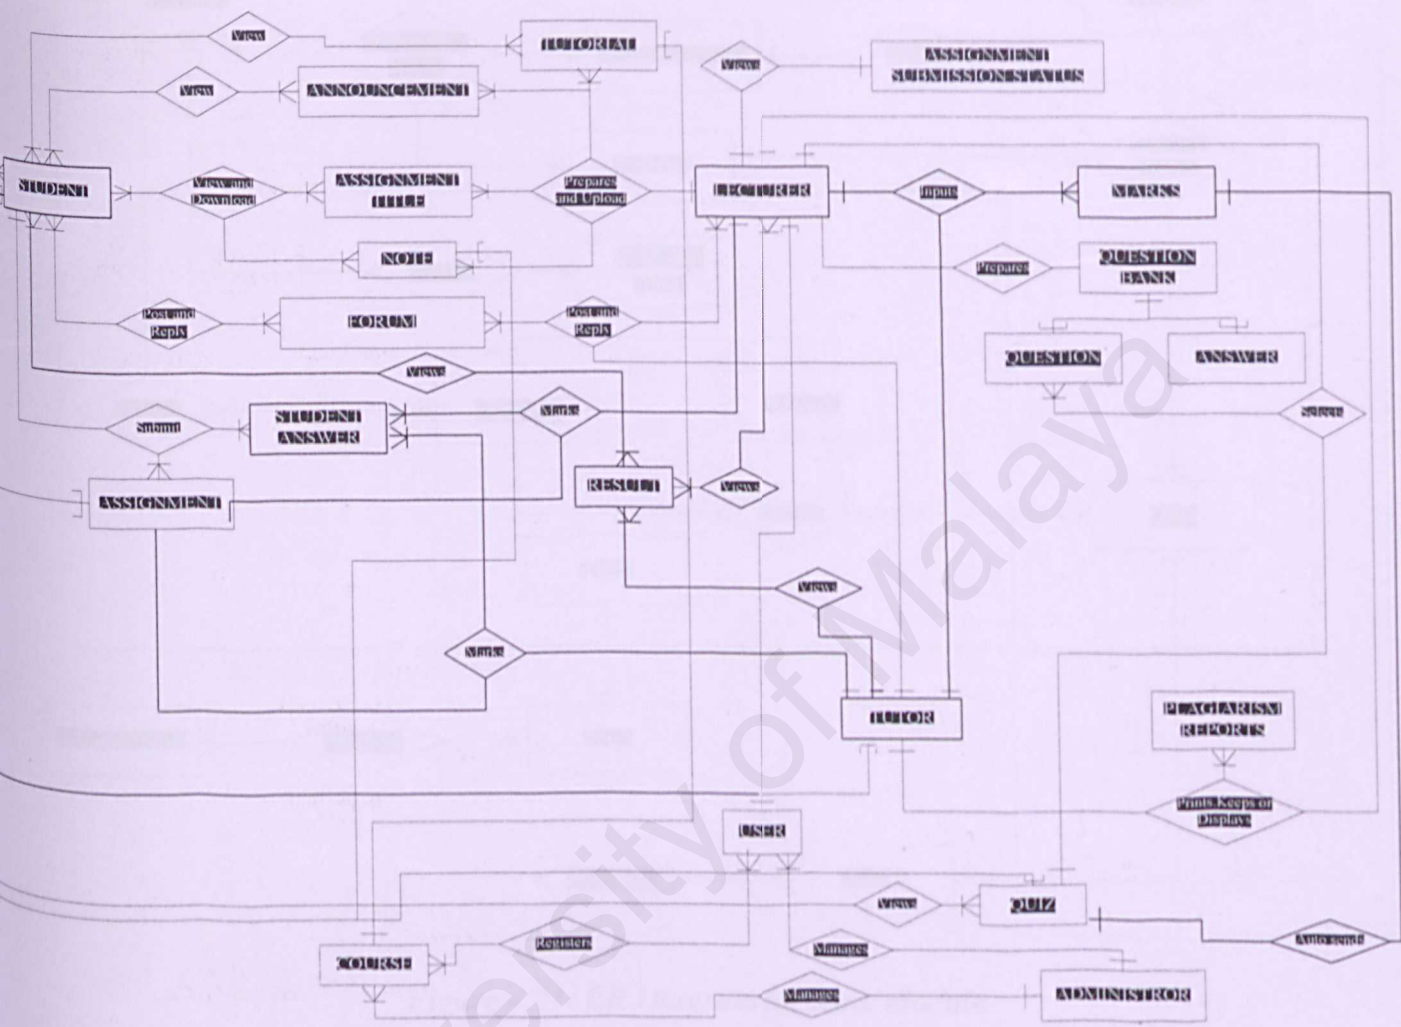 View
TUTORIAL
Views
ASSIGNMENT
SUBMISSION STATUS
View
ANNOUNCEMENT
STUDENT
View and
Download
ASSIGNMENT
TITLE
Prepares
and Upload
LECTURER
Inputs
MARKS
NOTE
Prepares
QUESTION
BANK
Post and
Reply
FORUM
Post and
Reply
QUESTION
ANSWER
Views
Submit
STUDENT
ANSWER
Marks
Selects
ASSIGNMENT
RESULT
Views
Views
Marks
TUTOR
PLAGIARISM
REPORTS
Prints, Keeps or
Displays
USER
Views
QUIZ
Registers
Manages
Auto sends
COURSE
Manages
ADMINISTROR
versity of Malaya